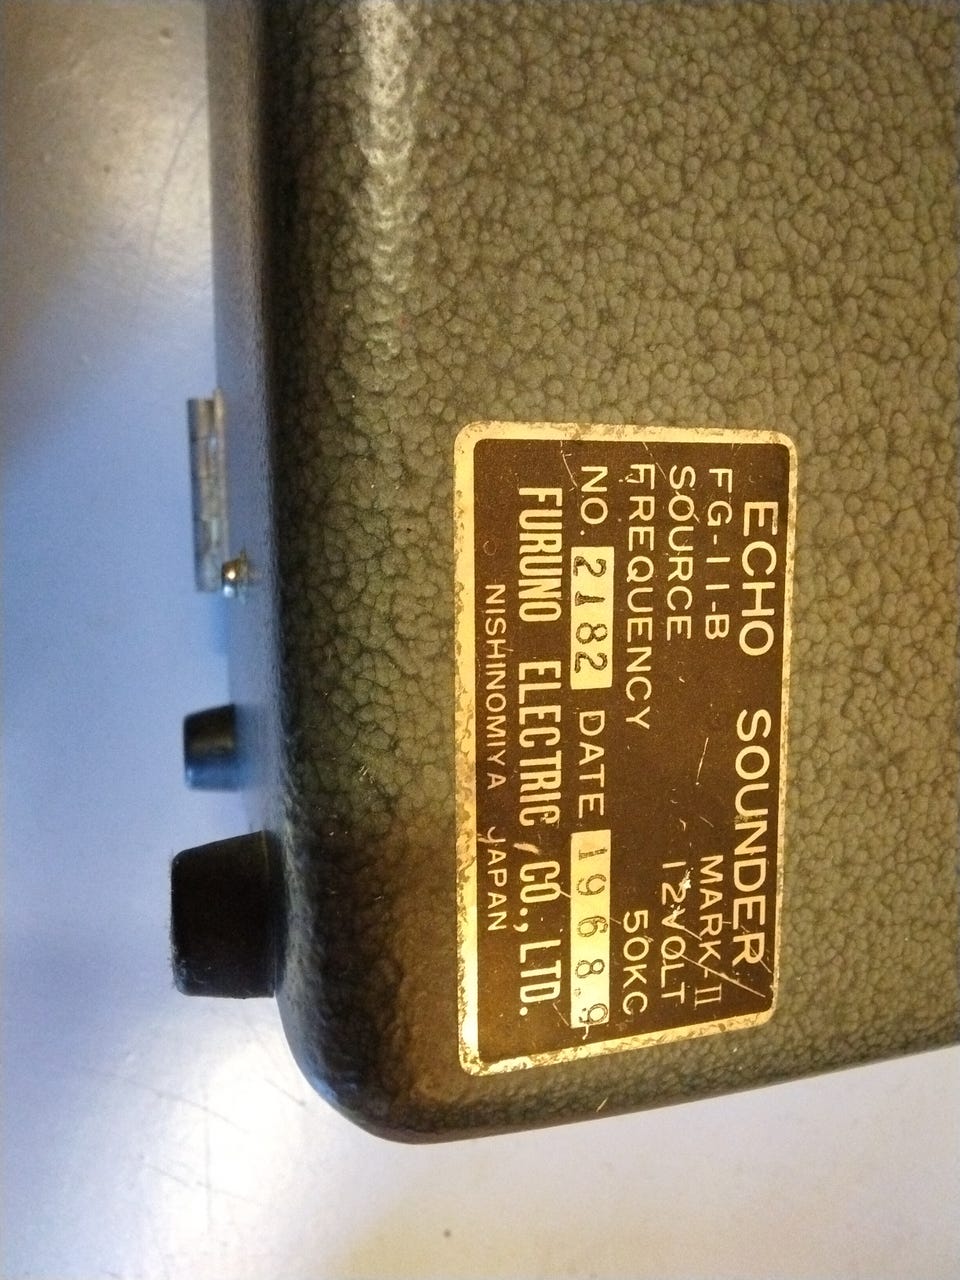 ECHO SOUNDER
FG-11-B MARK-II
SOURCE 12VOLT
FREQUENCY 50KC
NO. 2182 DATE 1968.9
FURUNO ELECTRIC CO., LTD.
NISHINOMIYA JAPAN